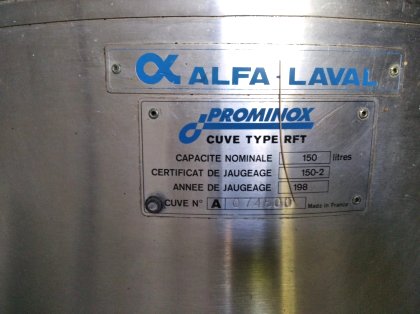 ALFA-LAVAL
PROMINOX
CUVE TYPE RFT
CAPACITE NOMINALE 150 litres
CERTIFICAT DE JAUGEAGE 150-2
ANNEE DE JAUGEAGE 198
CUVE N° A 074500 Made in France